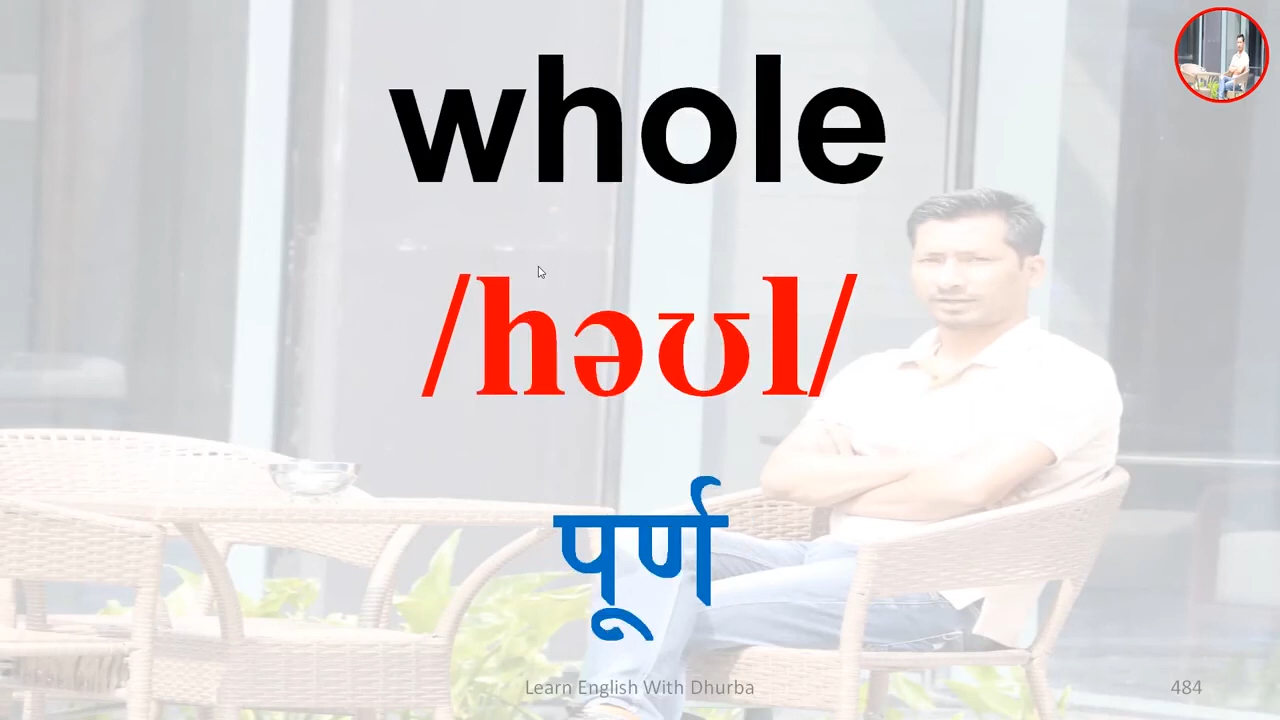 whole
/həʊl/
पूर्ण
Learn English With Dhurba
484